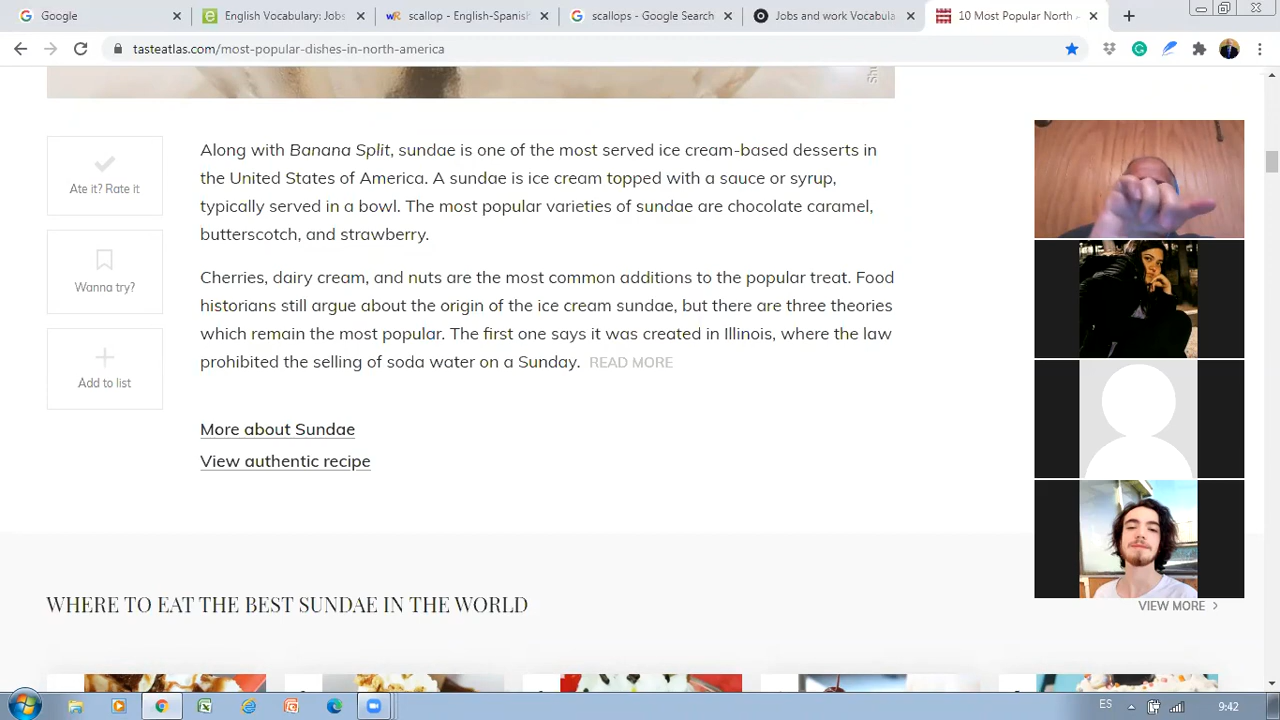 Google
English Vocabulary: Jobs
scallop - English-Spanish
scallops - Google Search
Jobs and work Vocabula
10 Most Popular North
tasteatlas.com/most-popular-dishes-in-north-america
Ate it? Rate it
Wanna try?
Add to list
Along with Banana Split, sundae is one of the most served ice cream-based desserts in
the United States of America. A sundae is ice cream topped with a sauce or syrup,
typically served in a bowl. The most popular varieties of sundae are chocolate caramel,
butterscotch, and strawberry.
Cherries, dairy cream, and nuts are the most common additions to the popular treat. Food
historians still argue about the origin of the ice cream sundae, but there are three theories
which remain the most popular. The first one says it was created in Illinois, where the law
prohibited the selling of soda water on a Sunday. READ MORE
More about Sundae
View authentic recipe
WHERE TO EAT THE BEST SUNDAE IN THE WORLD
VIEW MORE
ES
9:42